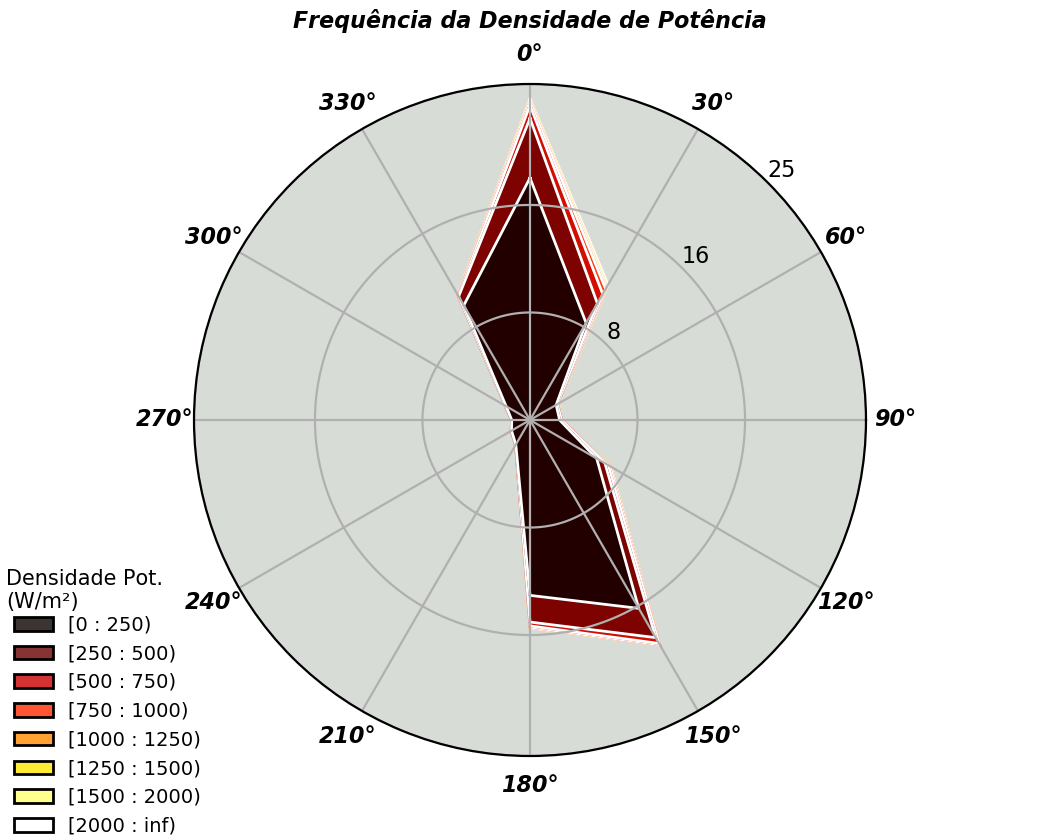 Frequência da Densidade de Potência
0°
330°
30°
25
300°
60°
16
8
270°
90°
240°
120°
210°
150°
180°
Densidade Pot.
(W/m²)
[0 : 250)
[250 : 500)
[500 : 750)
[750 : 1000)
[1000 : 1250)
[1250 : 1500)
[1500 : 2000)
[2000 : inf)